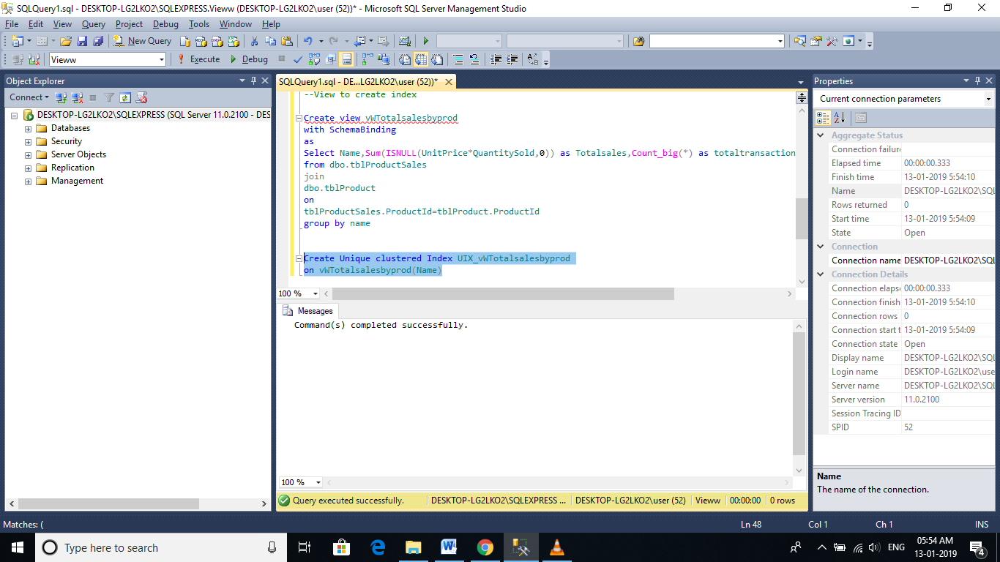 SQLQuery1.sql - DESKTOP-LG2LKO2\SQLEXPRESS.Vieww (DESKTOP-LG2LKO2\user (52))* - Microsoft SQL Server Management Studio
File Edit View Query Project Debug Tools Window Help
New Query
Vieww Execute Debug
Object Explorer
Connect
DESKTOP-LG2LKO2\SQLEXPRESS (SQL Server 11.0.2100 - DES
Databases
Security
Server Objects
Replication
Management
SQLQuery1.sql - DE...LG2LKO2\user (52))*
--View to create index
Create view vWTotalsalesbyprod
with SchemaBinding
as
Select Name,Sum(ISNULL(UnitPrice*QuantitySold,0)) as Totalsales,Count_big(*) as totaltransaction
from dbo.tblProductSales
join
dbo.tblProduct
on
tblProductSales.ProductId=tblProduct.ProductId
group by name
Create Unique clustered Index UIX_vWTotalsalesbyprod
on vWTotalsalesbyprod(Name)
100 %
Messages
Command(s) completed successfully.
100 %
Query executed successfully. DESKTOP-LG2LKO2\SQLEXPRESS ... DESKTOP-LG2LKO2\user (52) Vieww 00:00:00 0 rows
Properties
Current connection parameters
Aggregate Status
Connection failure
Elapsed time 00:00:00.333
Finish time 13-01-2019 5:54:10
Name DESKTOP-LG2LKO2\SQL
Rows returned 0
Start time 13-01-2019 5:54:09
State Open
Connection
Connection name DESKTOP-LG2LKO2\SQL
Connection Details
Connection elapse 00:00:00.333
Connection finish 13-01-2019 5:54:10
Connection rows 0
Connection start t 13-01-2019 5:54:09
Connection state Open
Display name DESKTOP-LG2LKO2\SQL
Login name DESKTOP-LG2LKO2\use
Server name DESKTOP-LG2LKO2\SQL
Server version 11.0.2100
Session Tracing ID
SPID 52
Name
The name of the connection.
Matches: ( Ln 48 Col 1 Ch 1 INS
Type here to search
ENG
05:54 AM
13-01-2019
4